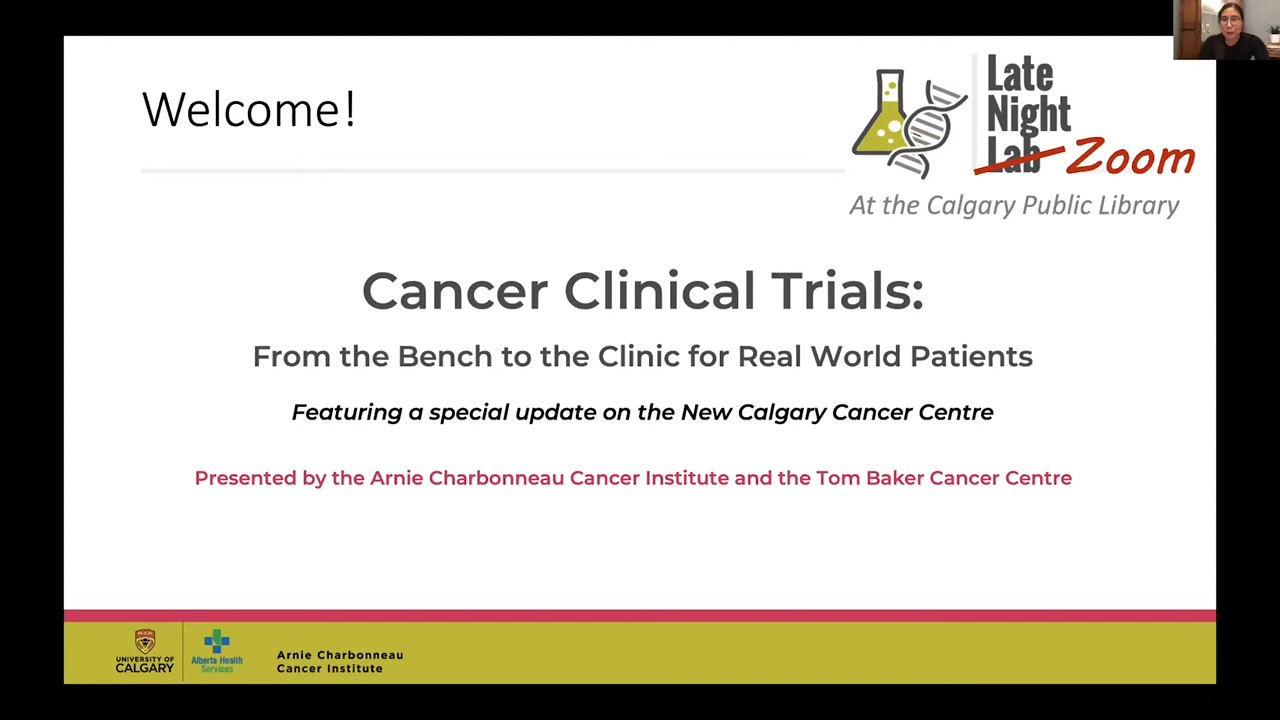 Welcome!
Late
Night
Lab Zoom
At the Calgary Public Library
Cancer Clinical Trials:
From the Bench to the Clinic for Real World Patients
Featuring a special update on the New Calgary Cancer Centre
Presented by the Arnie Charbonneau Cancer Institute and the Tom Baker Cancer Centre
UNIVERSITY OF
CALGARY
Alberta Health
Services
Arnie Charbonneau
Cancer Institute